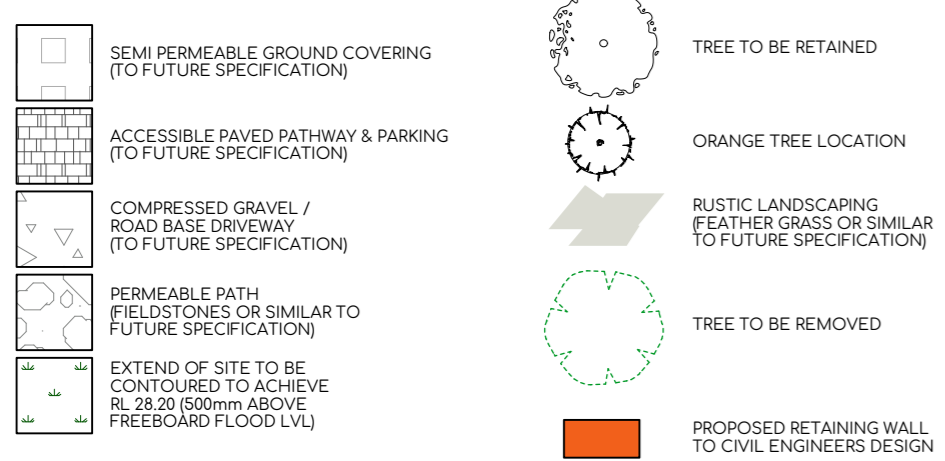 SEMI PERMEABLE GROUND COVERING
(TO FUTURE SPECIFICATION)
ACCESSIBLE PAVED PATHWAY & PARKING
(TO FUTURE SPECIFICATION)
COMPRESSED GRAVEL /
ROAD BASE DRIVEWAY
(TO FUTURE SPECIFICATION)
PERMEABLE PATH
(FIELDSTONES OR SIMILAR TO
FUTURE SPECIFICATION)
EXTEND OF SITE TO BE
CONTOURED TO ACHIEVE
RL 28.20 (500mm ABOVE
FREEBOARD FLOOD LVL)
TREE TO BE RETAINED
ORANGE TREE LOCATION
RUSTIC LANDSCAPING
(FEATHER GRASS OR SIMILAR
TO FUTURE SPECIFICATION)
TREE TO BE REMOVED
PROPOSED RETAINING WALL
TO CIVIL ENGINEERS DESIGN